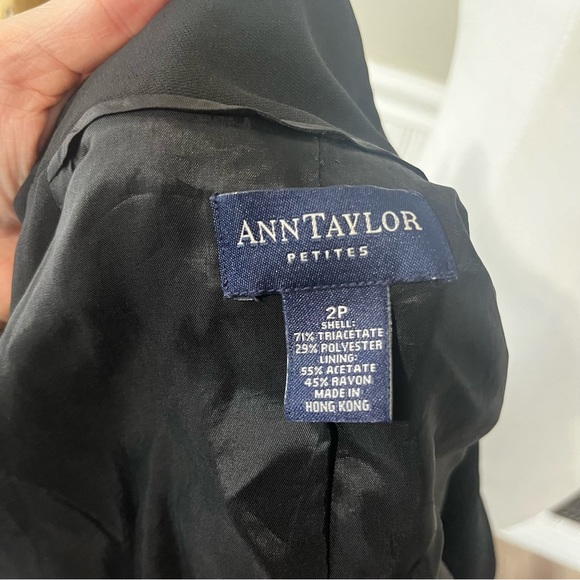 ANNTAYLOR
PETITES
2P
SHELL:
71% TRIACETATE
29% POLYESTER
LINING:
55% ACETATE
45% RAYON
MADE IN
HONG KONG